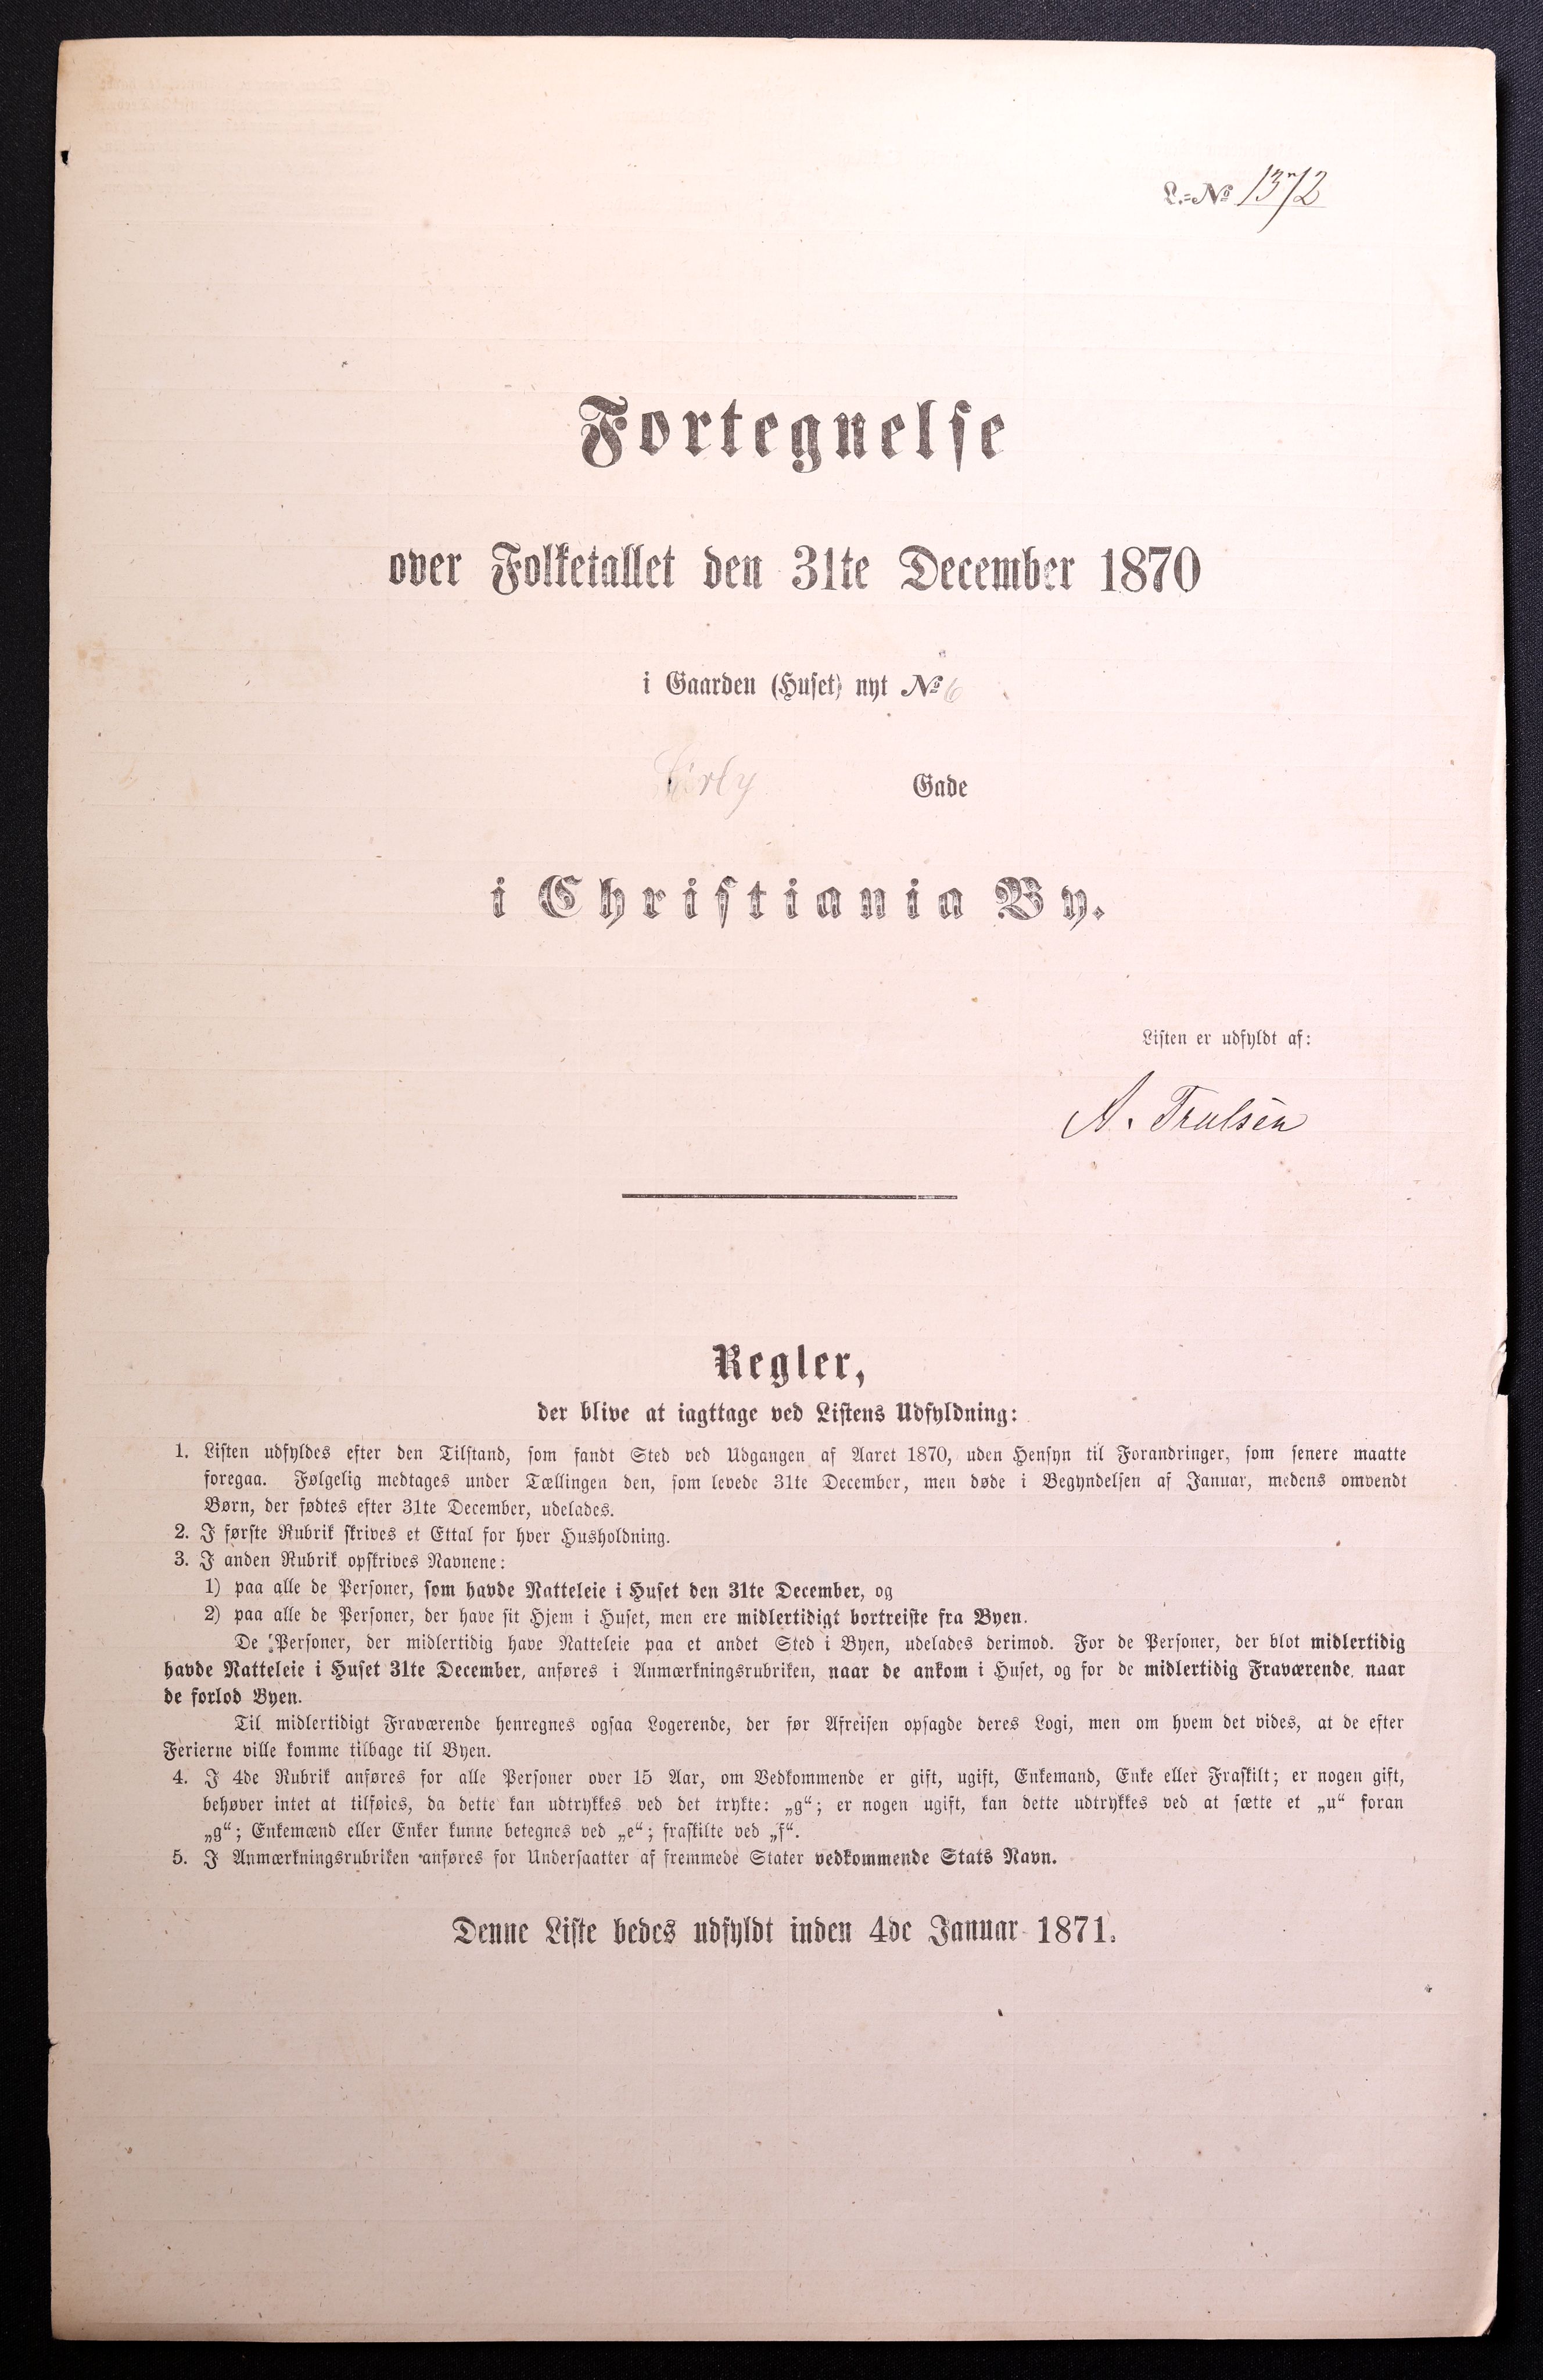 L.=№ 1372
Fortegnelse
over Folketallet den 31te December 1870
i Gaarden (Huset) nyt № 6
Gade
i Christiania By.
Listen er udfyldt af:
A. Trulsen
Regler,
der blive at iagttage ved Listens Udfyldning:
1. Listen udfyldes efter den Tilstand, som fandt Sted ved Udgangen af Aaret 1870, uden Hensyn til Forandringer, som senere maatte
foregaa. Følgelig medtages under Tællingen den, som levede 31te December, men døde i Begyndelsen af Januar, medens omvendt
Børn, der fødtes efter 31te December, udelades.
2. I første Rubrik skrives et Ettal for hver Husholdning.
3. I anden Rubrik opskrives Navnene:
1) paa alle de Personer, som havde Natteleie i Huset den 31te December, og
2) paa alle de Personer, der have sit Hjem i Huset, men ere midlertidigt bortreiste fra Byen.
De Personer, der midlertidig have Natteleie paa et andet Sted i Byen, udelades derimod. For de Personer, der blot midlertidig
havde Natteleie i Huset 31te December, anføres i Anmærkningsrubriken, naar de ankom i Huset, og for de midlertidig Fraværende, naar
de forlod Byen.
Til midlertidigt Fraværende henregnes ogsaa Logerende, der før Afreisen opsagde deres Logi, men om hvem det vides, at de efter
Ferierne ville komme tilbage til Byen.
4. I 4de Rubrik anføres for alle Personer over 15 Aar, om Vedkommende er gift, ugift, Enkemand, Enke eller Fraskilt; er nogen gift,
behøver intet at tilføies, da dette kan udtrykkes ved det trykte: „g“; er nogen ugift, kan dette udtrykkes ved at sætte et „u“ foran
„g“; Enkemænd eller Enker kunne betegnes ved „e“; fraskilte ved „f“.
5. I Anmærkningsrubriken anføres for Undersaatter af fremmede Stater vedkommende Stats Navn.
Denne Liste bedes udfyldt inden 4de Januar 1871.